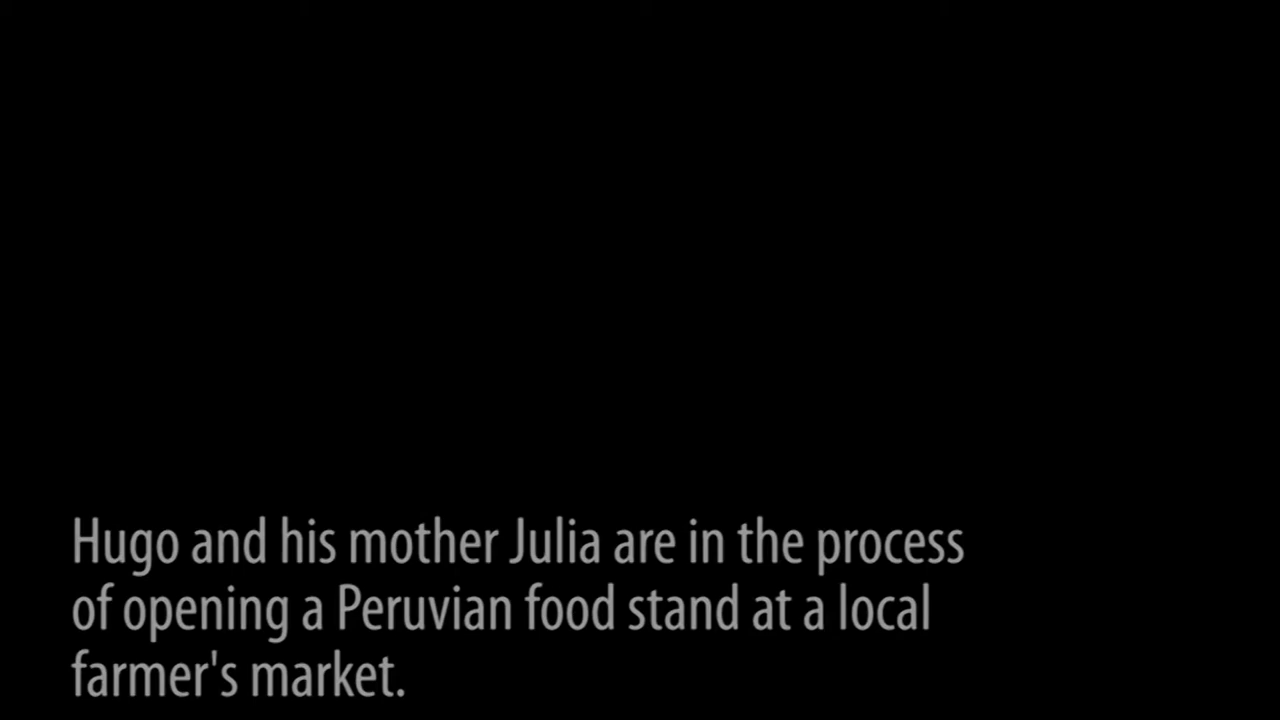 Hugo and his mother Julia are in the process
of opening a Peruvian food stand at a local
farmer's market.